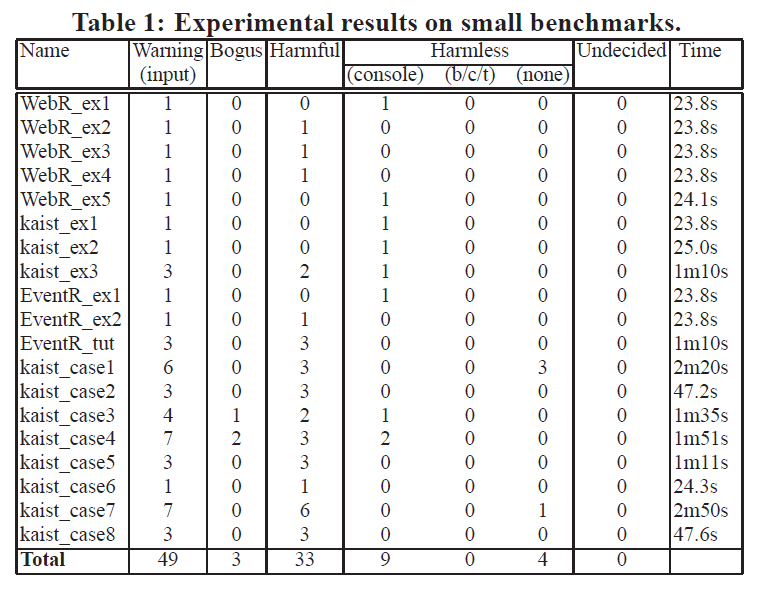 Table 1: Experimental results on small benchmarks.
Name Warning Bogus Harmful Harmless Undecided Time
(input) (console) (b/c/t) (none)
WebR_ex1 1 0 0 1 0 0 0 23.8s
WebR_ex2 1 0 1 0 0 0 0 23.8s
WebR_ex3 1 0 1 0 0 0 0 23.8s
WebR_ex4 1 0 1 0 0 0 0 23.8s
WebR_ex5 1 0 0 1 0 0 0 24.1s
kaist_ex1 1 0 0 1 0 0 0 23.8s
kaist_ex2 1 0 0 1 0 0 0 25.0s
kaist_ex3 3 0 2 1 0 0 0 1m10s
EventR_ex1 1 0 0 1 0 0 0 23.8s
EventR_ex2 1 0 1 0 0 0 0 23.8s
EventR_tut 3 0 3 0 0 0 0 1m10s
kaist_case1 6 0 3 0 0 3 0 2m20s
kaist_case2 3 0 3 0 0 0 0 47.2s
kaist_case3 4 1 2 1 0 0 0 1m35s
kaist_case4 7 2 3 2 0 0 0 1m51s
kaist_case5 3 0 3 0 0 0 0 1m11s
kaist_case6 1 0 1 0 0 0 0 24.3s
kaist_case7 7 0 6 0 0 1 0 2m50s
kaist_case8 3 0 3 0 0 0 0 47.6s
Total 49 3 33 9 0 4 0